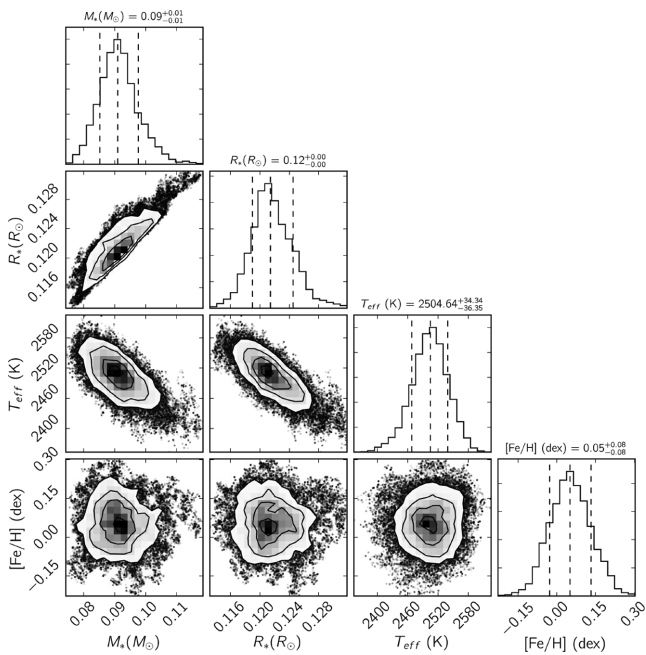 M∗(M⊙) = 0.09+0.01−0.01
R∗(R⊙) = 0.12+0.00−0.00
0.128
0.124
0.120
0.116
R∗(R⊙)
Teff (K) = 2504.64+34.34−36.35
2580
2520
2460
2400
Teff (K)
[Fe/H] (dex) = 0.05+0.08−0.08
0.30
0.15
0.00
−0.15
[Fe/H] (dex)
0.08 0.09 0.10 0.11
0.116 0.120 0.124 0.128
2400 2460 2520 2580
−0.15 0.00 0.15 0.30
M∗(M⊙) R∗(R⊙) Teff (K) [Fe/H] (dex)